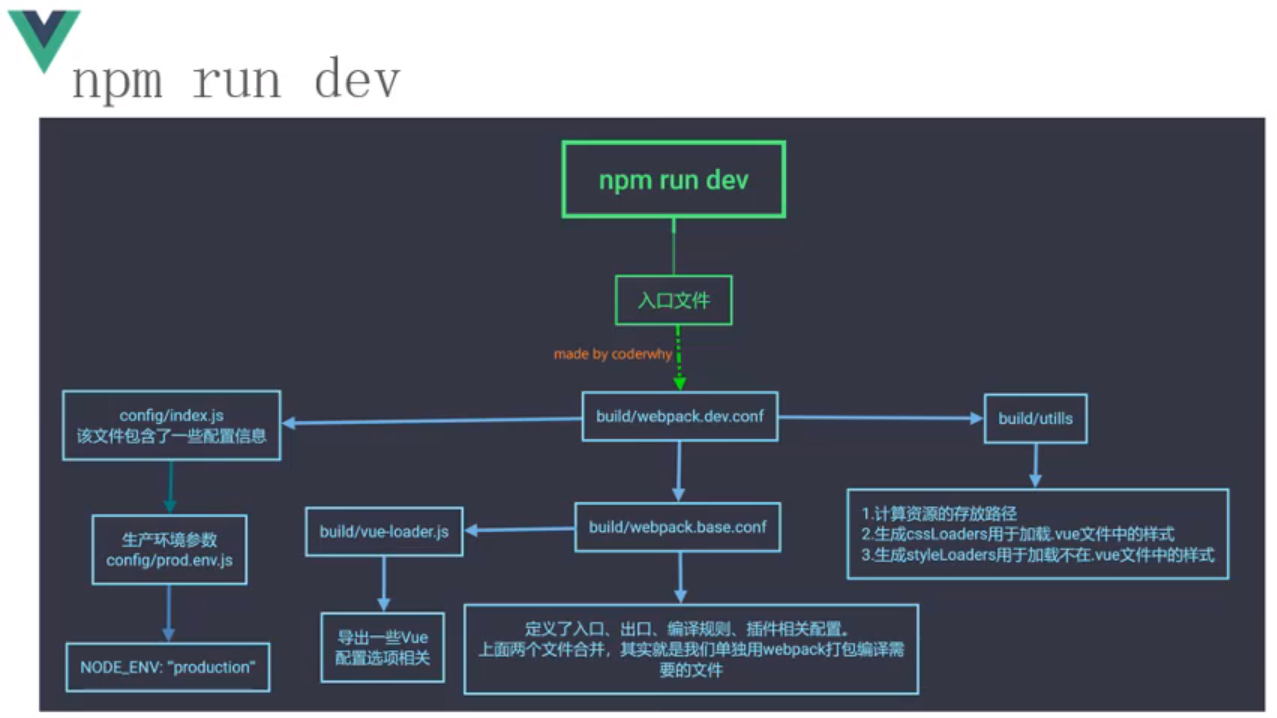 npm run dev
npm run dev
入口文件
made by coderwhy
config/index.js
该文件包含了一些配置信息
build/webpack.dev.conf
build/utills
生产环境参数
config/prod.env.js
build/vue-loader.js
build/webpack.base.conf
1.计算资源的存放路径
2.生成cssLoaders用于加载.vue文件中的样式
3.生成styleLoaders用于加载不在.vue文件中的样式
NODE_ENV: "production"
导出一些Vue
配置选项相关
定义了入口、出口、编译规则、插件相关配置。
上面两个文件合并，其实就是我们单独用webpack打包编译需
要的文件